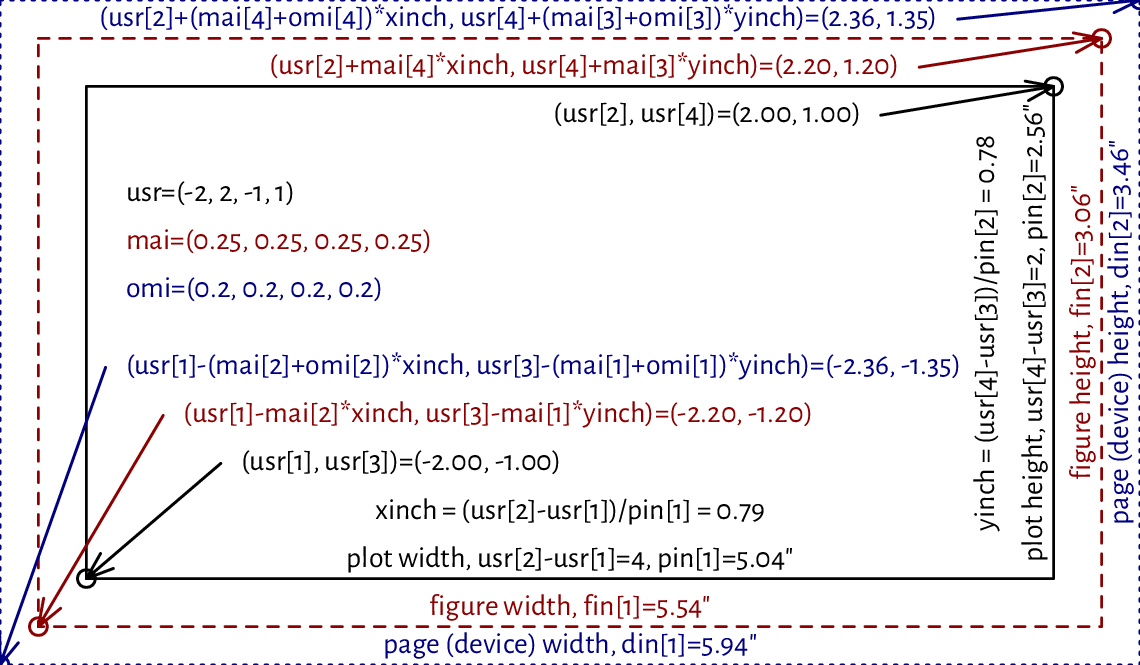 (usr[2]+(mai[4]+omi[4])*xinch, usr[4]+(mai[3]+omi[3])*yinch)=(2.36, 1.35)
(usr[2]+mai[4]*xinch, usr[4]+mai[3]*yinch)=(2.20, 1.20)
(usr[2], usr[4])=(2.00, 1.00)
usr=(-2, 2, -1, 1)
mai=(0.25, 0.25, 0.25, 0.25)
omi=(0.2, 0.2, 0.2, 0.2)
(usr[1]-(mai[2]+omi[2])*xinch, usr[3]-(mai[1]+omi[1])*yinch)=(-2.36, -1.35)
(usr[1]-mai[2]*xinch, usr[3]-mai[1]*yinch)=(-2.20, -1.20)
(usr[1], usr[3])=(-2.00, -1.00)
xinch = (usr[2]-usr[1])/pin[1] = 0.79
plot width, usr[2]-usr[1]=4, pin[1]=5.04"
figure width, fin[1]=5.54"
page (device) width, din[1]=5.94"
yinch = (usr[4]-usr[3])/pin[2] = 0.78
plot height, usr[4]-usr[3]=2, pin[2]=2.56"
figure height, fin[2]=3.06"
page (device) height, din[2]=3.46"